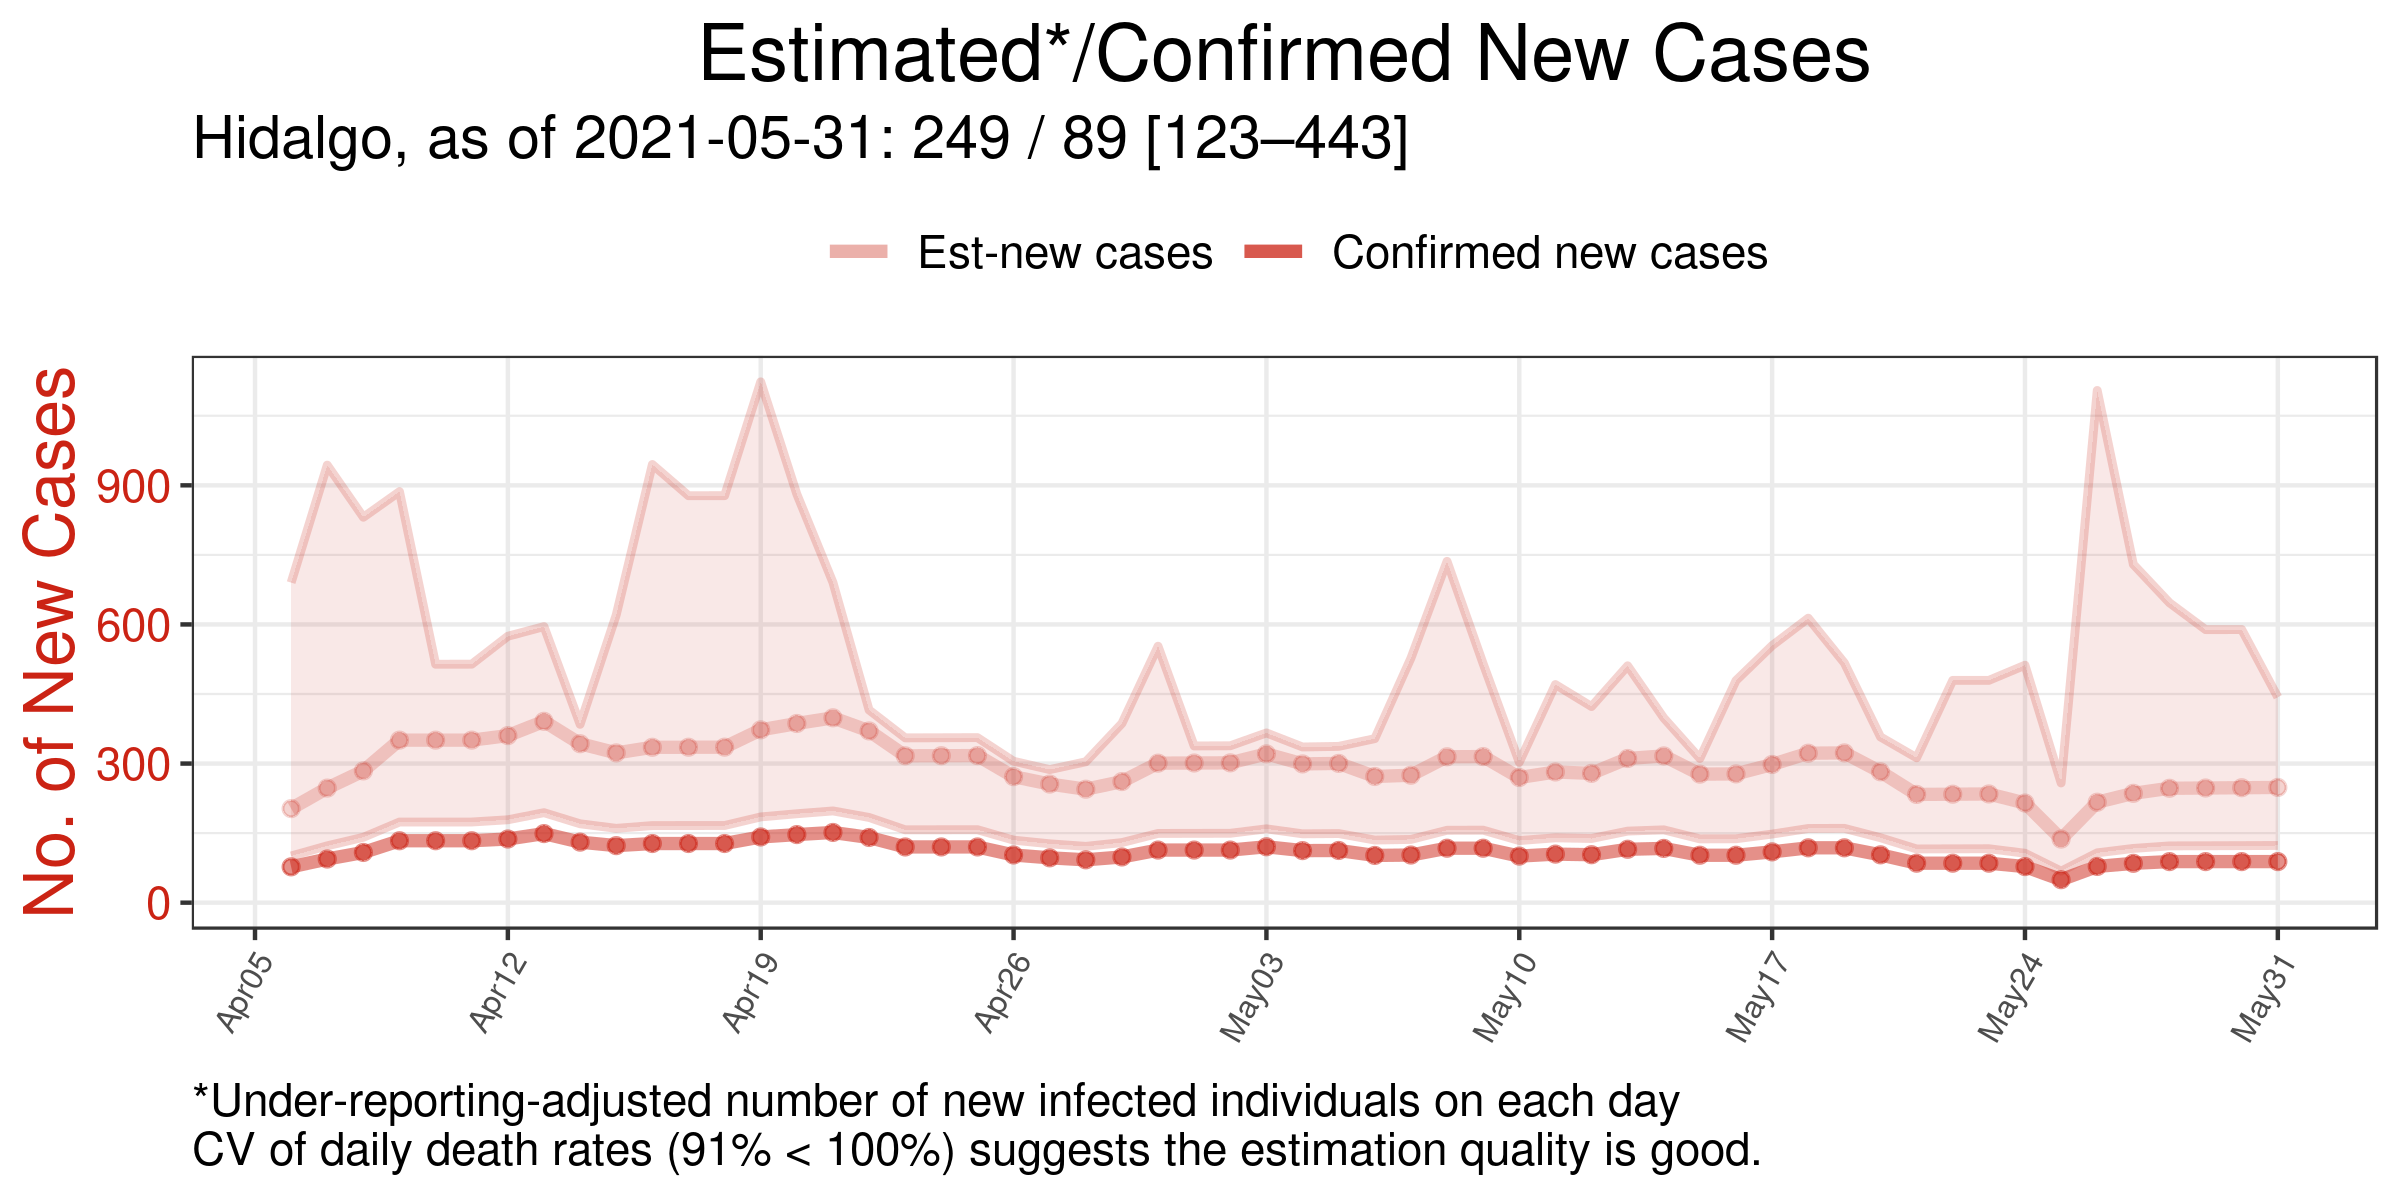 Estimated*/Confirmed New Cases
Hidalgo, as of 2021-05-31: 249 / 89 [123–443]
Est-new cases
Confirmed new cases
No. of New Cases
900
600
300
0
Apr05
Apr12
Apr19
Apr26
May03
May10
May17
May24
May31
*Under-reporting-adjusted number of new infected individuals on each day
CV of daily death rates (91% < 100%) suggests the estimation quality is good.